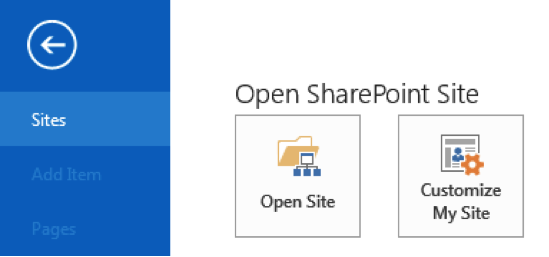 Sites
Add Item
Pages
Open SharePoint Site
Open Site
Customize
My Site